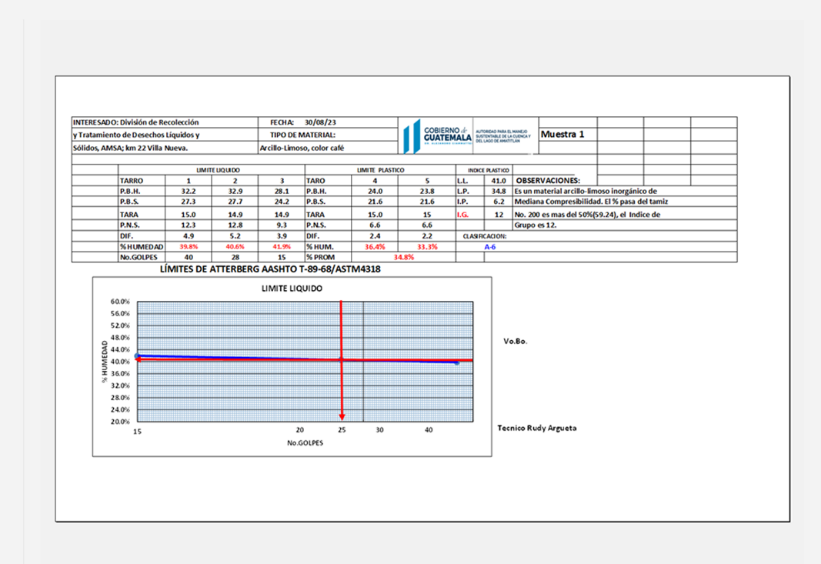 INTERESADO: División de Recolección FECHA: 30/08/23
y Tratamiento de Desechos Liquidos y TIPO DE MATERIAL:
Sólidos, AMSA; km 22 Villa Nueva. Arcillo-Limoso, color café
GOBIERNO de GUATEMALA
AUTORIDAD PARA EL MANEJO SUSTENTABLE DE LA CUENCA Y DEL LAGO DE AMATITLÁN
Muestra 1
LIMITE LIQUIDO LIMITE PLASTICO INDICE PLASTICO
TARRO 1 2 3 TARO 4 5 L.L. 41.0 OBSERVACIONES:
P.B.H. 32.2 32.9 28.1 P.B.H. 24.0 23.8 L.P. 34.8 Es un material arcillo-limoso inorgánico de
P.B.S. 27.3 27.7 24.2 P.B.S. 21.6 21.6 I.P. 6.2 Mediana Compresibilidad. El % pasa del tamiz
TARA 15.0 14.9 14.9 TARA 15.0 15 I.G. 12 No. 200 es mas del 50%(59.24), el Indice de
P.N.S. 12.3 12.8 9.3 P.N.S. 6.6 6.6 Grupo es 12.
DIF. 4.9 5.2 3.9 DIF. 2.4 2.2 CLASIFICACION:
%HUMEDAD 39.8% 40.6% 41.9% % HUM. 36.4% 33.3% A-6
No.GOLPES 40 28 15 % PROM 34.8%
LÍMITES DE ATTERBERG AASHTO T-89-68/ASTM4318
LIMITE LIQUIDO
60.0%
56.0%
52.0%
48.0%
44.0%
40.0%
36.0%
32.0%
28.0%
24.0%
20.0%
% HUMEDAD
15 20 25 30 40
No.GOLPES
Vo.Bo.
Tecnico Rudy Argueta